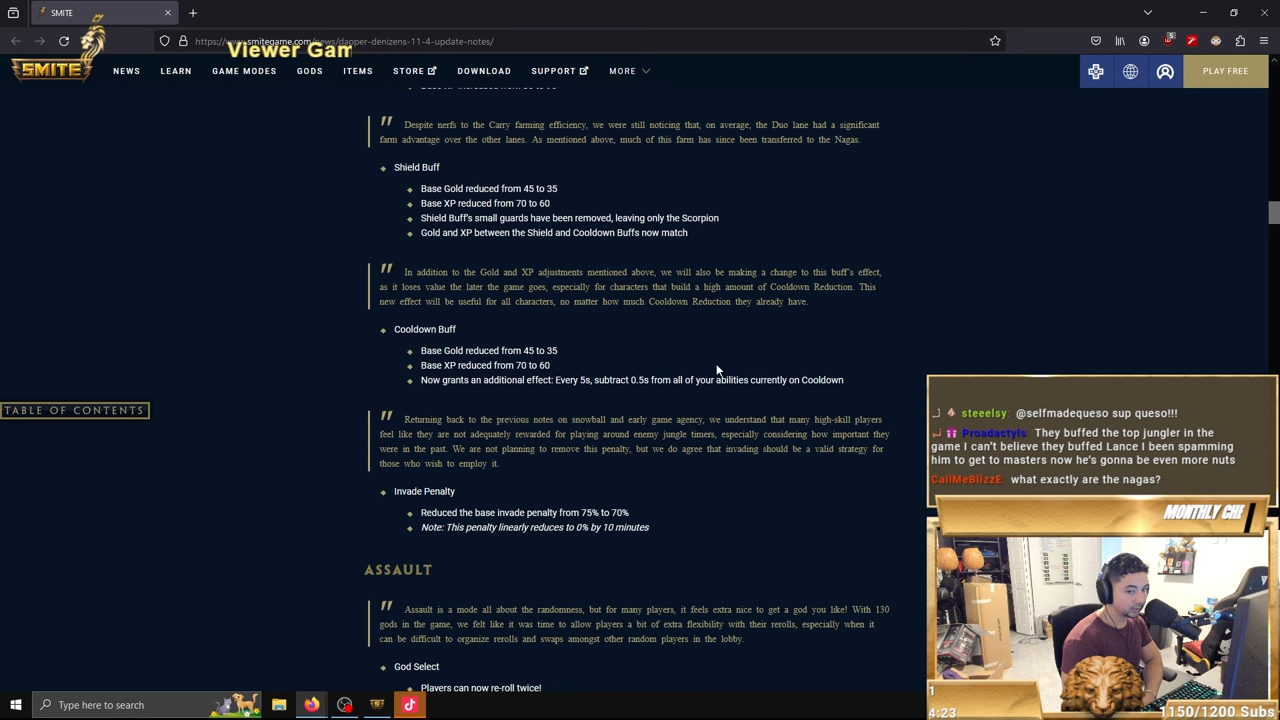 SMITE
https://www.smitegame.com/news/dapper-denizens-11-4-update-notes/
Viewer Gam
5
SMITE
NEWS
LEARN
GAME MODES
GODS
ITEMS
STORE
DOWNLOAD
SUPPORT
MORE
PLAY FREE
" Despite nerfs to the Carry farming efficiency, we were still noticing that, on average, the Duo lane had a significant
farm advantage over the other lanes. As mentioned above, much of this farm has since been transferred to the Nagas.
Shield Buff
Base Gold reduced from 45 to 35
Base XP reduced from 70 to 60
Shield Buff's small guards have been removed, leaving only the Scorpion
Gold and XP between the Shield and Cooldown Buffs now match
" In addition to the Gold and XP adjustments mentioned above, we will also be making a change to this buff's effect,
as it loses value the later the game goes, especially for characters that build a high amount of Cooldown Reduction. This
new effect will be useful for all characters, no matter how much Cooldown Reduction they already have.
Cooldown Buff
Base Gold reduced from 45 to 35
Base XP reduced from 70 to 60
Now grants an additional effect: Every 5s, subtract 0.5s from all of your abilities currently on Cooldown
TABLE OF CONTENTS
" Returning back to the previous notes on snowball and early game agency, we understand that many high-skill players
feel like they are not adequately rewarded for playing around enemy jungle timers, especially considering how important they
were in the past. We are not planning to remove this penalty, but we do agree that invading should be a valid strategy for
those who wish to employ it.
Invade Penalty
Reduced the base invade penalty from 75% to 70%
Note: This penalty linearly reduces to 0% by 10 minutes
ASSAULT
" Assault is a mode all about the randomness, but for many players, it feels extra nice to get a god you like! With 130
gods in the game, we felt like it was time to allow players a bit of extra flexibility with their rerolls, especially when it
can be difficult to organize rerolls and swaps amongst other random players in the lobby.
God Select
Players can now re-roll twice!
steeelsy: @selfmadequeso sup queso!!!
Proadactyls: They buffed the top jungler in the
game I can't believe they buffed Lance I been spamming
him to get to masters now he's gonna be even more nuts
CallMeBlizzE what exactly are the nagas?
MONTHLY CHE
1
4:23
1150/1200 Subs
Type here to search